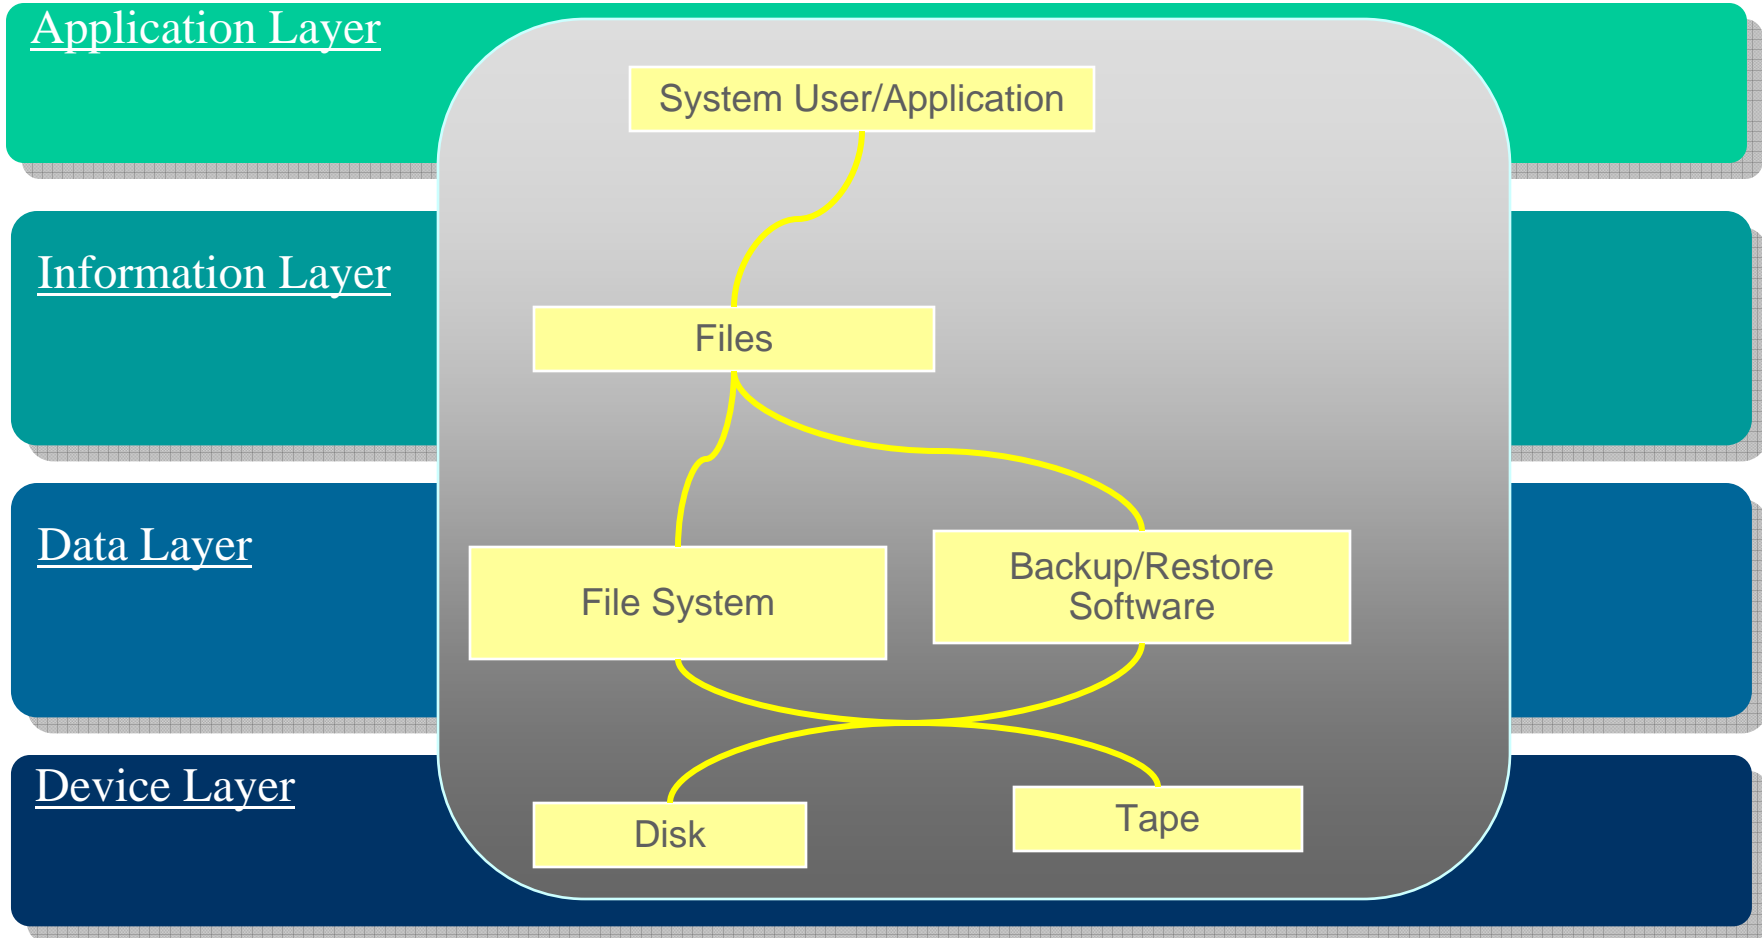 Application Layer
System User/Application
Information Layer
Files
Data Layer
File System
Backup/Restore
Software
Device Layer
Disk
Tape